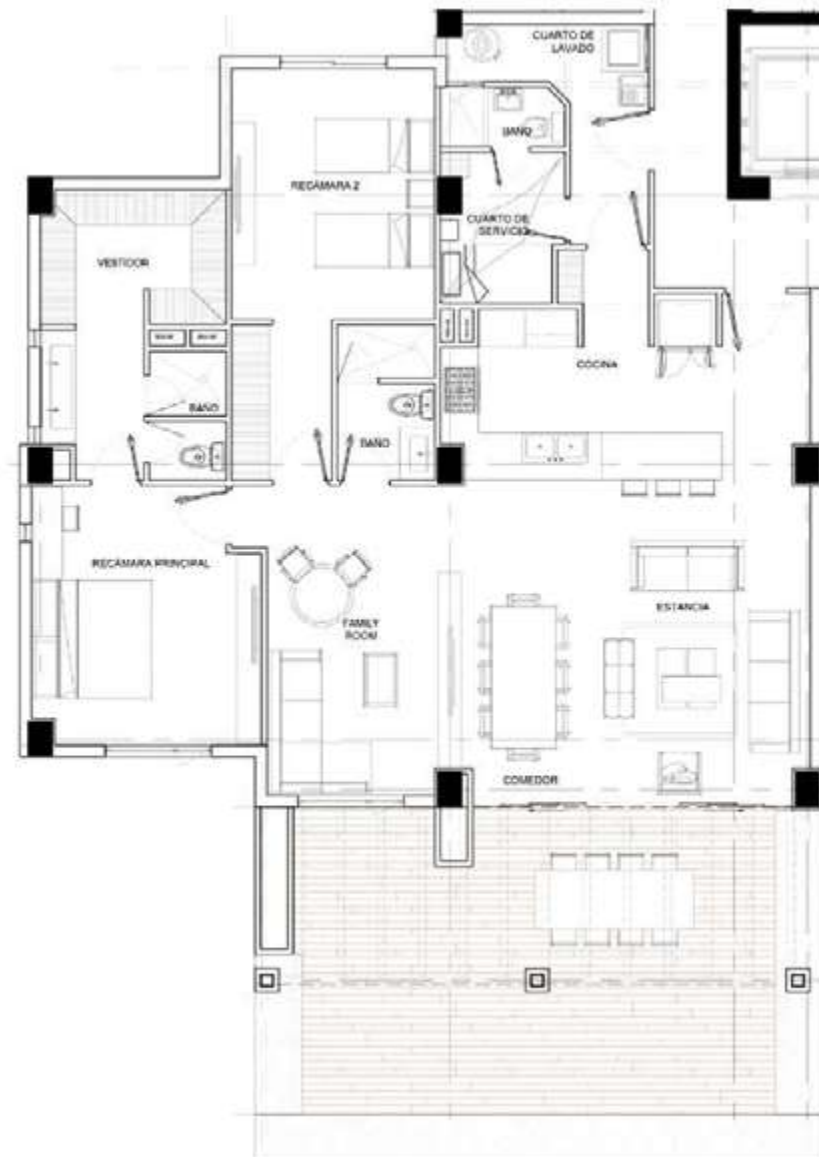 CUARTO DE
LAVADO
BAÑO
RECÁMARA 2
CUARTO DE
SERVICIO
VESTIDOR
COCINA
BAÑO
BAÑO
RECÁMARA PRINCIPAL
ESTANCIA
FAMILY
ROOM
COMEDOR